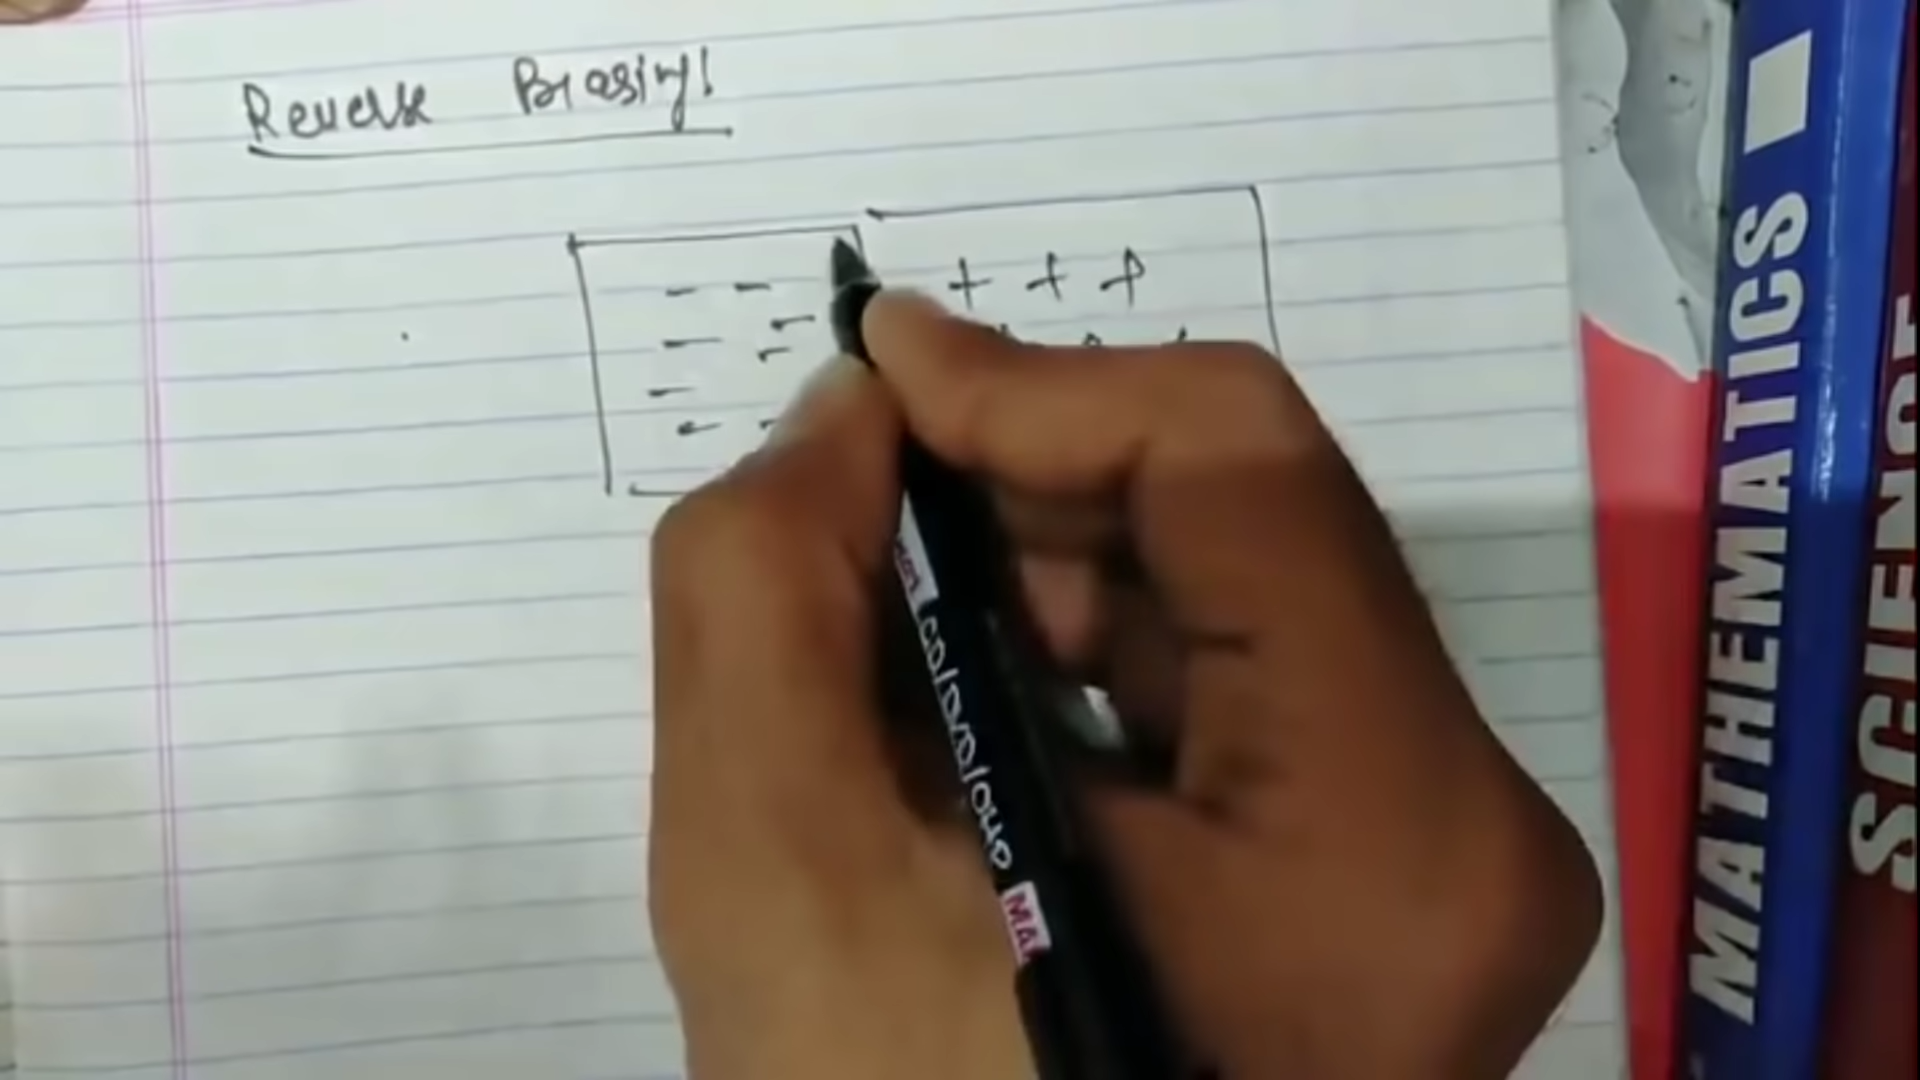 Reverse Biasing!
- - + + +
MATHEMATICS
SCIENCE